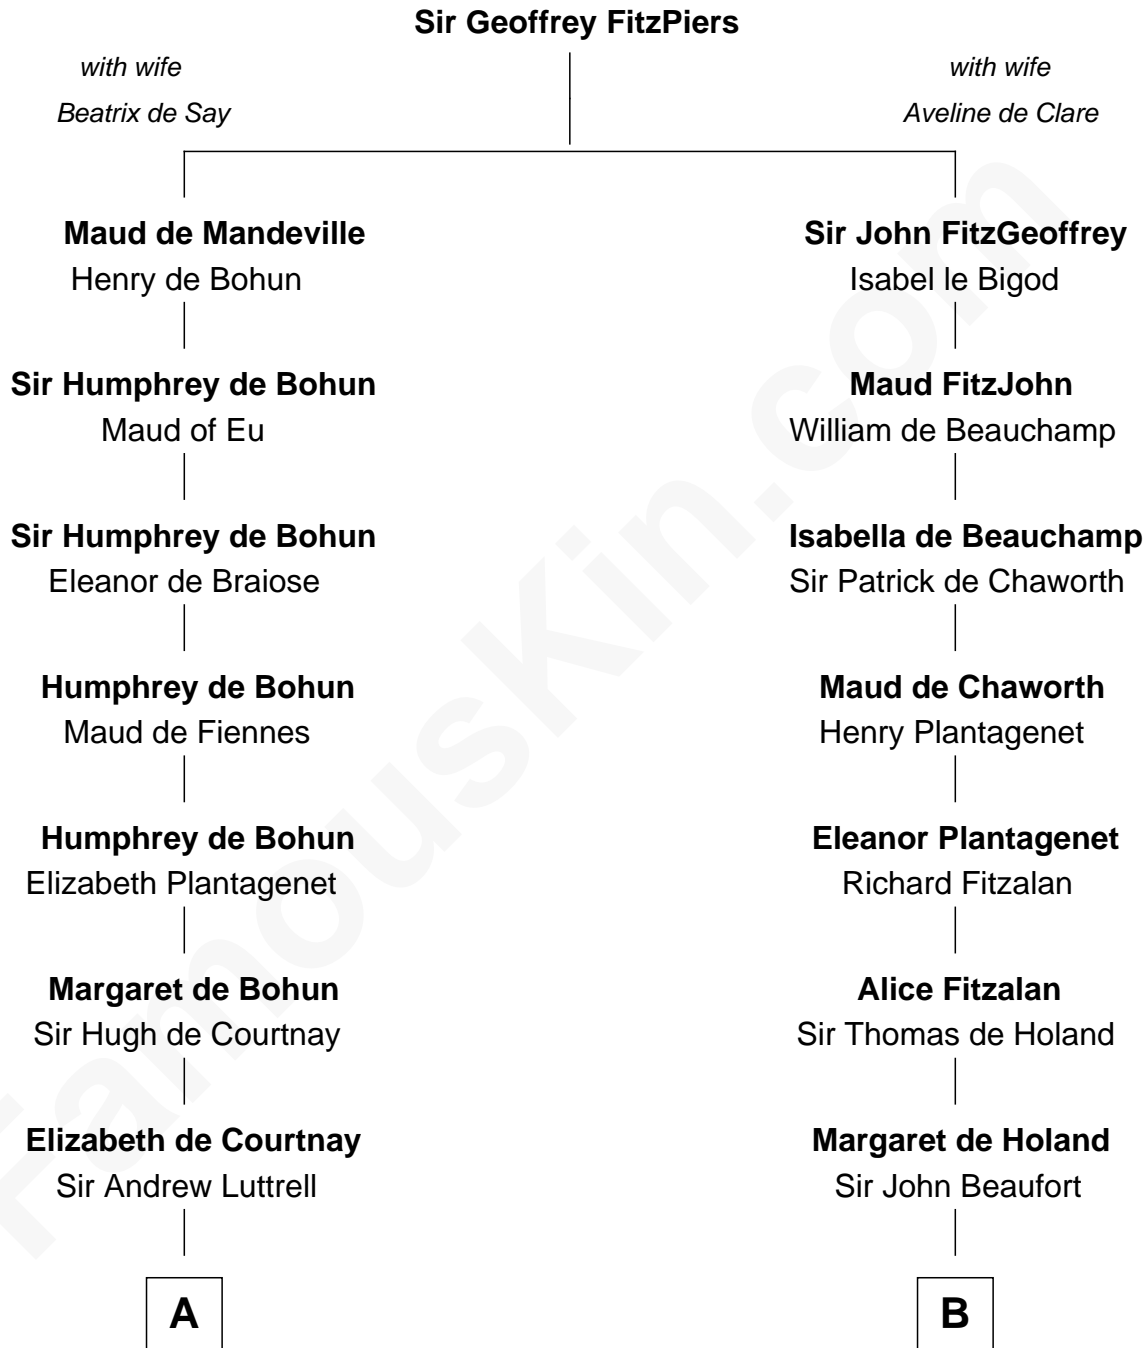 Sir Geoffrey FitzPiers
with wife
Beatrix de Say
with wife
Aveline de Clare
Maud de Mandeville
Henry de Bohun
Sir John FitzGeoffrey
Isabel le Bigod
Sir Humphrey de Bohun
Maud of Eu
Maud FitzJohn
William de Beauchamp
Sir Humphrey de Bohun
Eleanor de Braiose
Isabella de Beauchamp
Sir Patrick de Chaworth
Humphrey de Bohun
Maud de Fiennes
Maud de Chaworth
Henry Plantagenet
Humphrey de Bohun
Elizabeth Plantagenet
Eleanor Plantagenet
Richard Fitzalan
Margaret de Bohun
Sir Hugh de Courtnay
Alice Fitzalan
Sir Thomas de Holand
Elizabeth de Courtnay
Sir Andrew Luttrell
Margaret de Holand
Sir John Beaufort
A
B
FamousKin.com